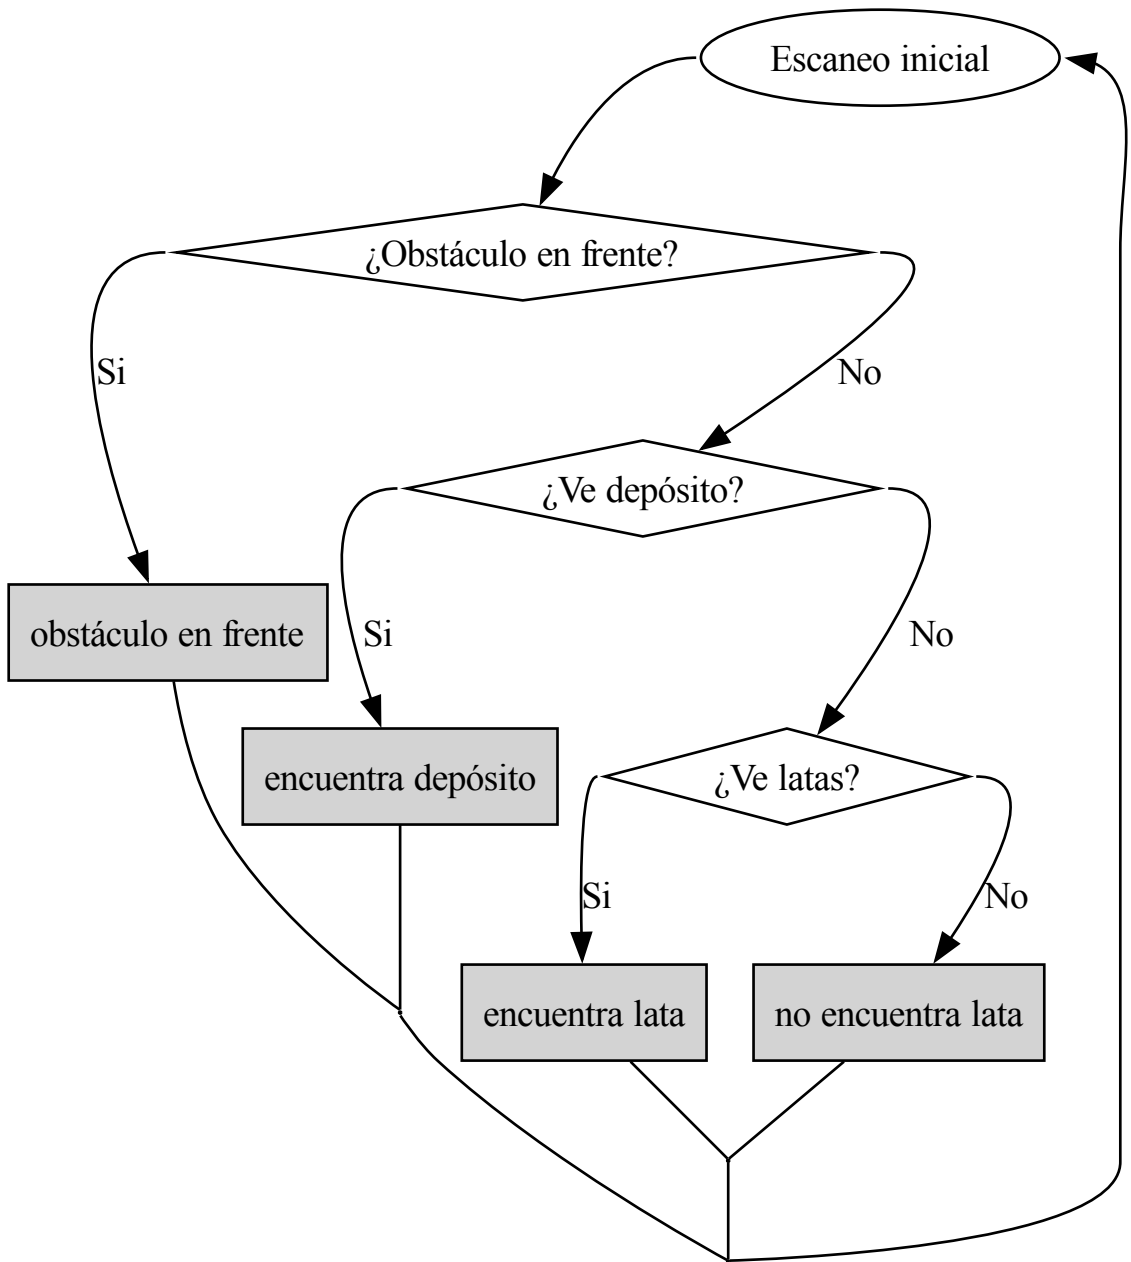 Escaneo inicial
¿Obstáculo en frente?
Si
No
¿Ve depósito?
obstáculo en frente
Si
No
encuentra depósito
¿Ve latas?
Si
No
encuentra lata
no encuentra lata